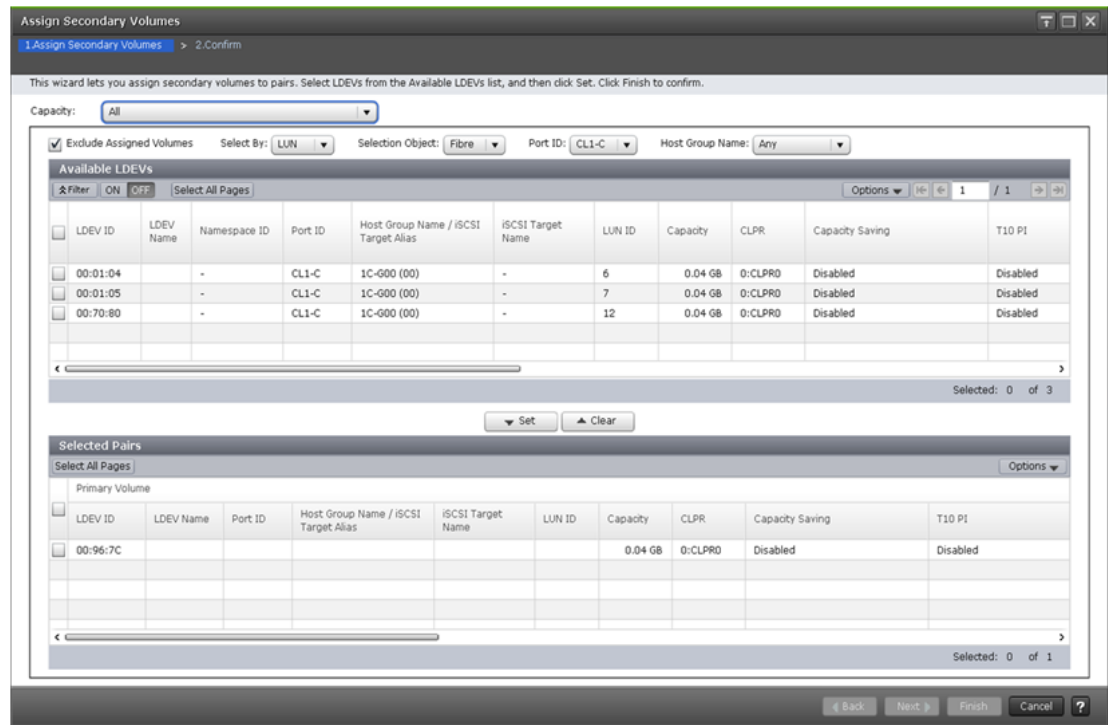 Assign Secondary Volumes
1.Assign Secondary Volumes > 2.Confirm
This wizard lets you assign secondary volumes to pairs. Select LDEVs from the Available LDEVs list, and then click Set. Click Finish to confirm.
Capacity: All
Exclude Assigned Volumes Select By: LUN Selection Object: Fibre Port ID: CL1-C Host Group Name: Any
Available LDEVs
Filter ON OFF Select All Pages Options 1 / 1
LDEV ID LDEV Name Namespace ID Port ID Host Group Name / iSCSI Target Alias iSCSI Target Name LUN ID Capacity CLPR Capacity Saving T10 PI
00:01:04 - CL1-C 1C-G00 (00) - 6 0.04 GB 0:CLPR0 Disabled Disabled
00:01:05 - CL1-C 1C-G00 (00) - 7 0.04 GB 0:CLPR0 Disabled Disabled
00:70:80 - CL1-C 1C-G00 (00) - 12 0.04 GB 0:CLPR0 Disabled Disabled
Selected: 0 of 3
Set Clear
Selected Pairs
Select All Pages Options
Primary Volume
LDEV ID LDEV Name Port ID Host Group Name / iSCSI Target Alias iSCSI Target Name LUN ID Capacity CLPR Capacity Saving T10 PI
00:96:7C 0.04 GB 0:CLPR0 Disabled Disabled
Selected: 0 of 1
Back Next Finish Cancel ?